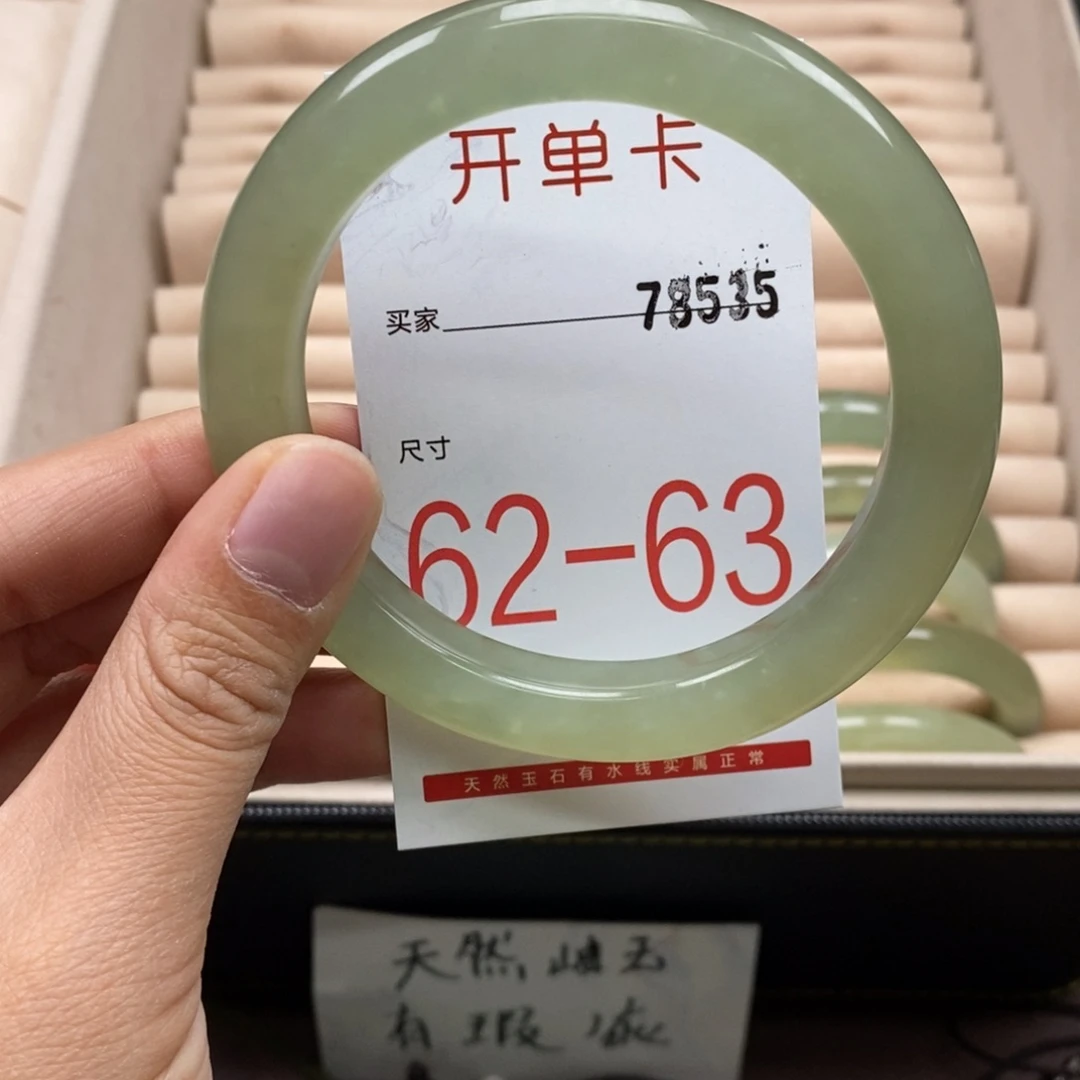 开单卡
买家 78535
尺寸
62-63
天然玉石有水线实属正常
天然岫玉
有瑕疵